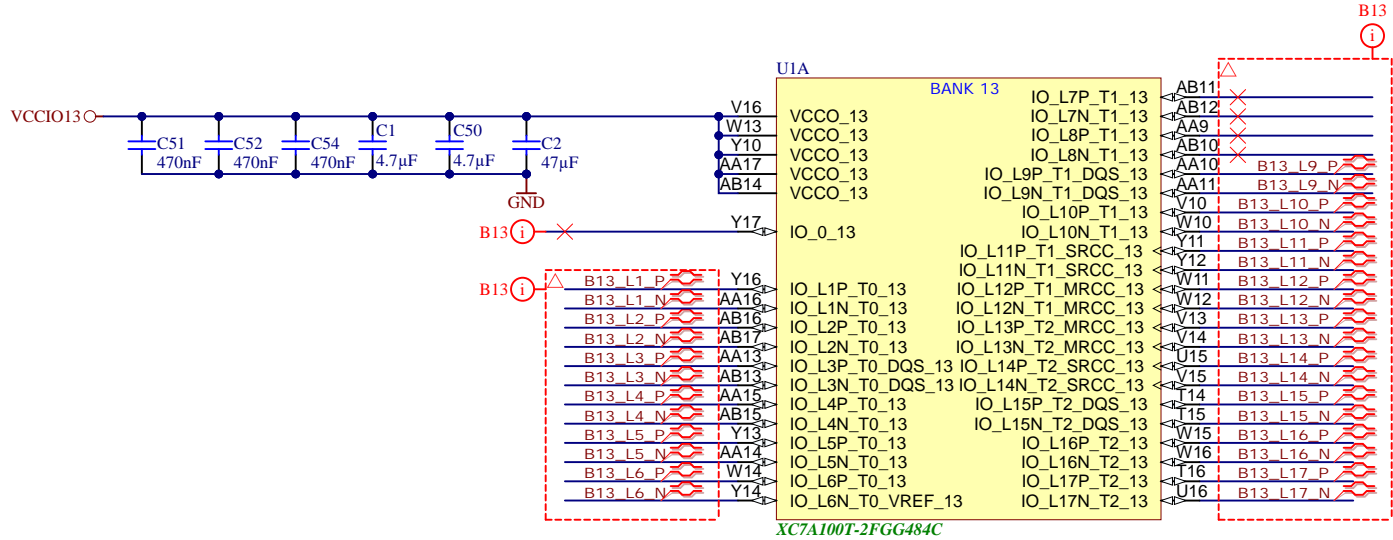 B13
i
U1A
BANK 13
VCCIO13
C51
470nF
C52
470nF
C54
470nF
C1
4.7µF
C50
4.7µF
C2
47µF
GND
V16 VCCO_13
W13 VCCO_13
Y10 VCCO_13
AA17 VCCO_13
AB14 VCCO_13
B13 i Y17 IO_0_13
B13 i
B13_L1_P Y16 IO_L1P_T0_13
B13_L1_N AA16 IO_L1N_T0_13
B13_L2_P AB16 IO_L2P_T0_13
B13_L2_N AB17 IO_L2N_T0_13
B13_L3_P AA13 IO_L3P_T0_DQS_13
B13_L3_N AB13 IO_L3N_T0_DQS_13
B13_L4_P AA15 IO_L4P_T0_13
B13_L4_N AB15 IO_L4N_T0_13
B13_L5_P Y13 IO_L5P_T0_13
B13_L5_N AA14 IO_L5N_T0_13
B13_L6_P W14 IO_L6P_T0_13
B13_L6_N Y14 IO_L6N_T0_VREF_13
IO_L7P_T1_13 AB11
IO_L7N_T1_13 AB12
IO_L8P_T1_13 AA9
IO_L8N_T1_13 AB10
IO_L9P_T1_DQS_13 AA10 B13_L9_P
IO_L9N_T1_DQS_13 AA11 B13_L9_N
IO_L10P_T1_13 V10 B13_L10_P
IO_L10N_T1_13 W10 B13_L10_N
IO_L11P_T1_SRCC_13 Y11 B13_L11_P
IO_L11N_T1_SRCC_13 Y12 B13_L11_N
IO_L12P_T1_MRCC_13 W11 B13_L12_P
IO_L12N_T1_MRCC_13 W12 B13_L12_N
IO_L13P_T2_MRCC_13 V13 B13_L13_P
IO_L13N_T2_MRCC_13 V14 B13_L13_N
IO_L14P_T2_SRCC_13 U15 B13_L14_P
IO_L14N_T2_SRCC_13 V15 B13_L14_N
IO_L15P_T2_DQS_13 T14 B13_L15_P
IO_L15N_T2_DQS_13 T15 B13_L15_N
IO_L16P_T2_13 W15 B13_L16_P
IO_L16N_T2_13 W16 B13_L16_N
IO_L17P_T2_13 T16 B13_L17_P
IO_L17N_T2_13 U16 B13_L17_N
XC7A100T-2FGG484C